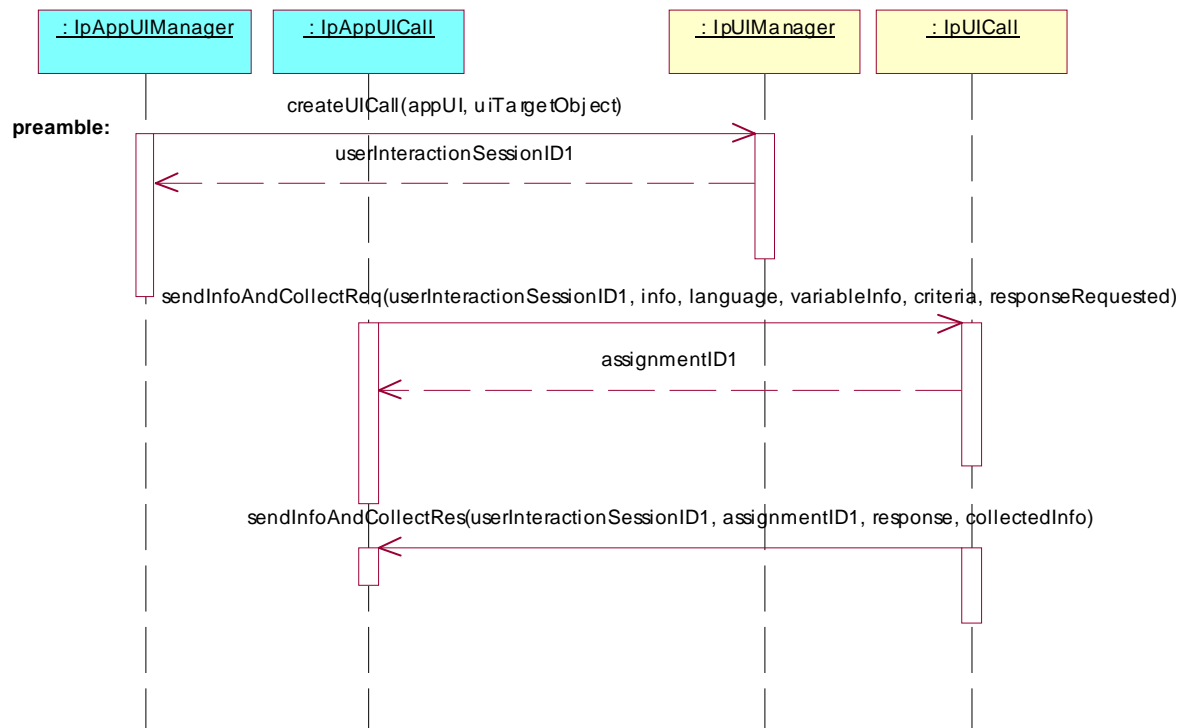 : IpAppUIManager
: IpAppUICall
: IpUIManager
: IpUICall
createUICall(appUI, uiTargetObject)
preamble:
userInteractionSessionID1
sendInfoAndCollectReq(userInteractionSessionID1, info, language, variableInfo, criteria, responseRequested)
assignmentID1
sendInfoAndCollectRes(userInteractionSessionID1, assignmentID1, response, collectedInfo)